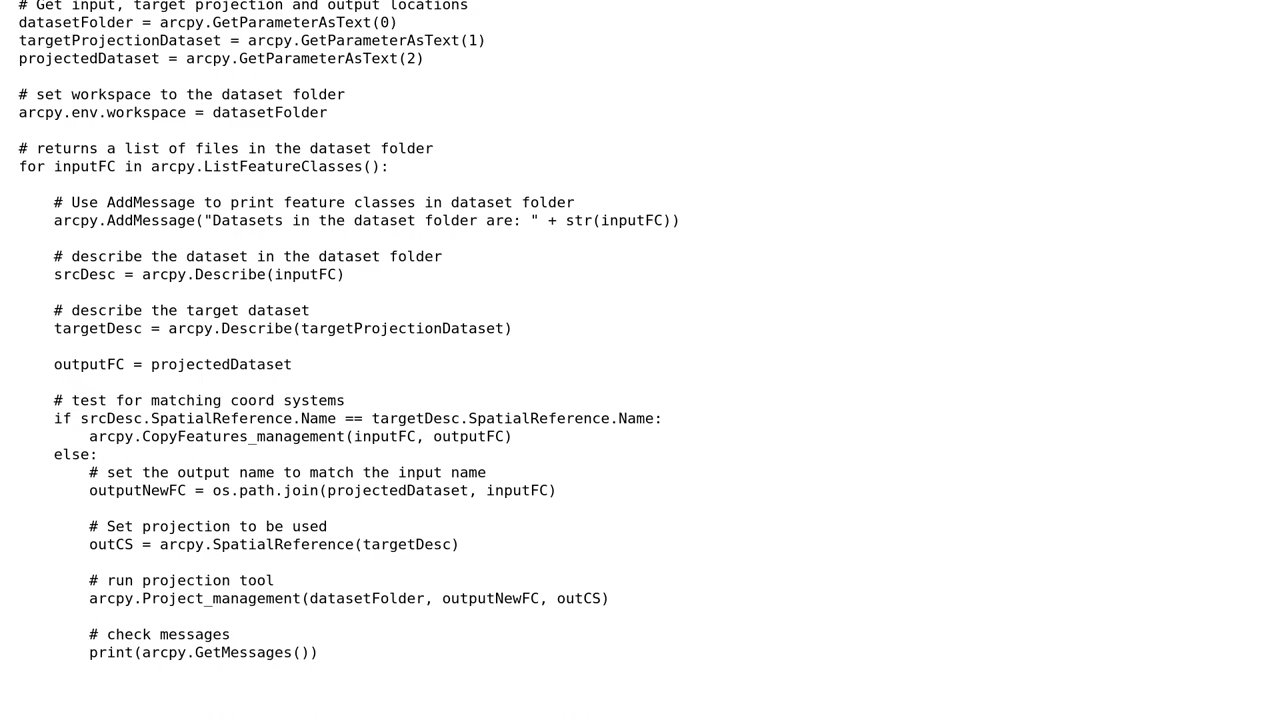 # Get input, target projection and output locations
datasetFolder = arcpy.GetParameterAsText(0)
targetProjectionDataset = arcpy.GetParameterAsText(1)
projectedDataset = arcpy.GetParameterAsText(2)

# set workspace to the dataset folder
arcpy.env.workspace = datasetFolder

# returns a list of files in the dataset folder
for inputFC in arcpy.ListFeatureClasses():

    # Use AddMessage to print feature classes in dataset folder
    arcpy.AddMessage("Datasets in the dataset folder are: " + str(inputFC))

    # describe the dataset in the dataset folder
    srcDesc = arcpy.Describe(inputFC)

    # describe the target dataset
    targetDesc = arcpy.Describe(targetProjectionDataset)

    outputFC = projectedDataset

    # test for matching coord systems
    if srcDesc.SpatialReference.Name == targetDesc.SpatialReference.Name:
        arcpy.CopyFeatures_management(inputFC, outputFC)
    else:
        # set the output name to match the input name
        outputNewFC = os.path.join(projectedDataset, inputFC)

        # Set projection to be used
        outCS = arcpy.SpatialReference(targetDesc)

        # run projection tool
        arcpy.Project_management(datasetFolder, outputNewFC, outCS)

        # check messages
        print(arcpy.GetMessages())